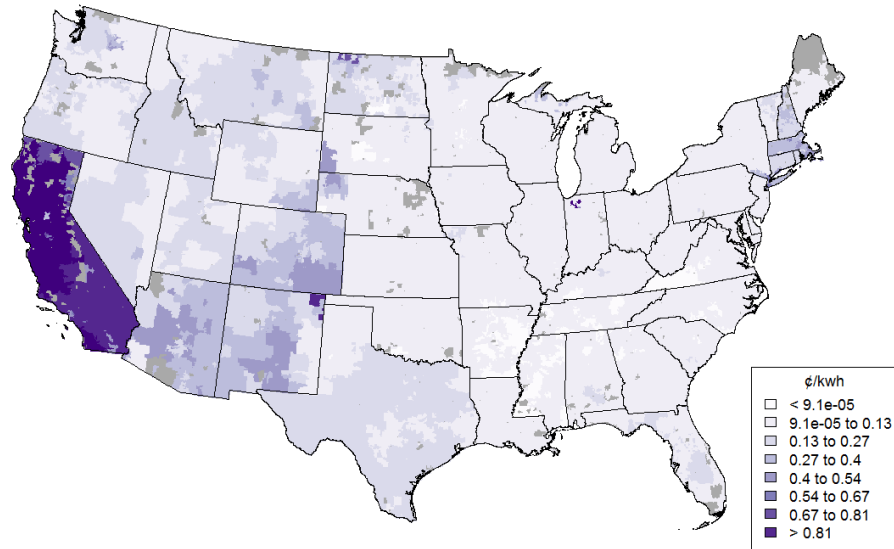 ¢/kwh
< 9.1e-05
9.1e-05 to 0.13
0.13 to 0.27
0.27 to 0.4
0.4 to 0.54
0.54 to 0.67
0.67 to 0.81
> 0.81